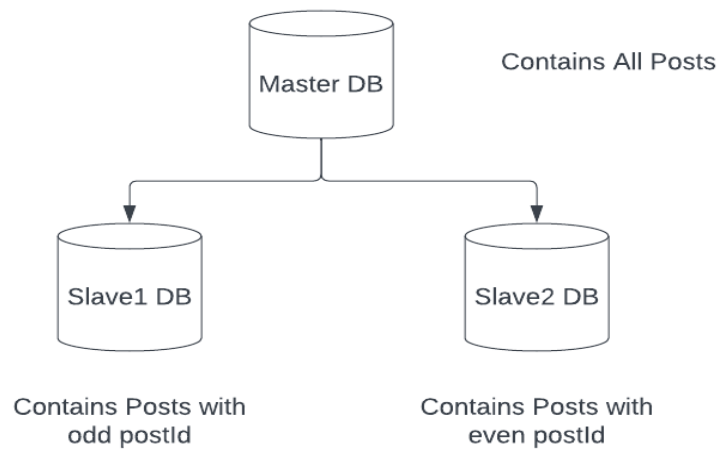 Master DB
Contains All Posts
Slave1 DB
Slave2 DB
Contains Posts with
odd postId
Contains Posts with
even postId